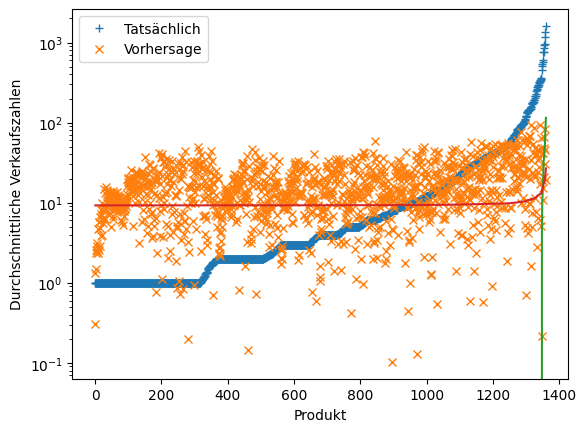 Tatsächlich
Vorhersage
Durchschnittliche Verkaufszahlen
10³
10²
10¹
10⁰
10⁻¹
0 200 400 600 800 1000 1200 1400
Produkt